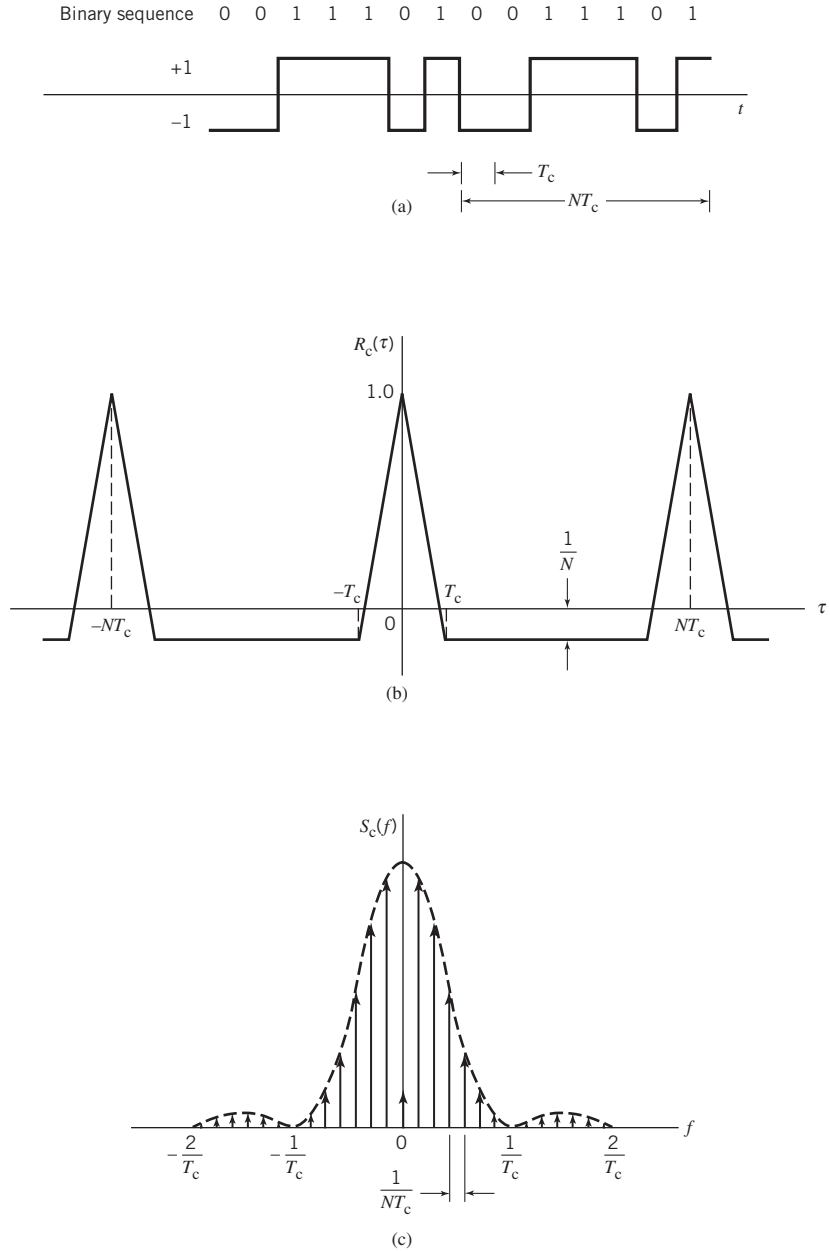 Binary sequence 0 0 1 1 1 0 1 0 0 1 1 1 0 1
+1
−1
t
T_c
NT_c
(a)
R_c(τ)
1.0
1/N
−T_c
T_c
τ
−NT_c
0
NT_c
(b)
S_c(f)
f
−2/T_c
−1/T_c
0
1/T_c
2/T_c
1/NT_c
(c)